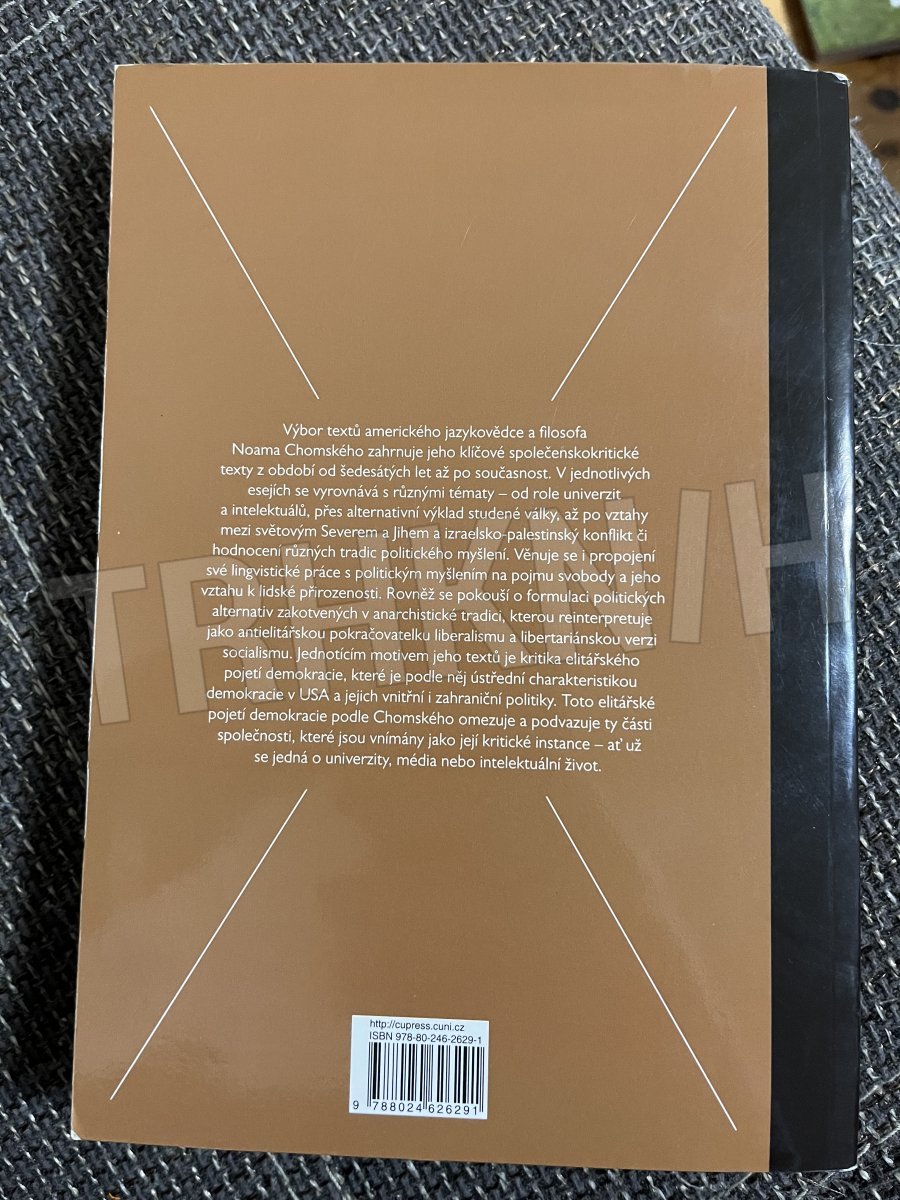 Výbor textů amerického jazykovědce a filosofa
Noama Chomského zahrnuje jeho klíčové společenskokritické
texty z období od šedesátých let až po současnost. V jednotlivých
esejích se vyrovnává s různými tématy – od role univerzit
a intelektuálů, přes alternativní výklad studené války, až po vztahy
mezi světovým Severem a Jihem a izraelsko-palestinský konflikt či
hodnocení různých tradic politického myšlení. Věnuje se i propojení
své lingvistické práce s politickým myšlením na pojmu svobody a jeho
vztahu k lidské přirozenosti. Rovněž se pokouší o formulaci politických
alternativ zakotvených v anarchistické tradici, kterou reinterpretuje
jako antielitářskou pokračovatelku liberalismu a libertariánskou verzi
socialismu. Jednotícím motivem jeho textů je kritika elitářského
pojetí demokracie, které je podle něj ústřední charakteristikou
demokracie v USA a jejich vnitřní i zahraniční politiky. Toto elitářské
pojetí demokracie podle Chomského omezuje a podvazuje ty části
společnosti, které jsou vnímány jako její kritické instance – ať už
se jedná o univerzity, média nebo intelektuální život.
TRHKNIH
http://cupress.cuni.cz
ISBN 978-80-246-2629-1
9 788024 626291